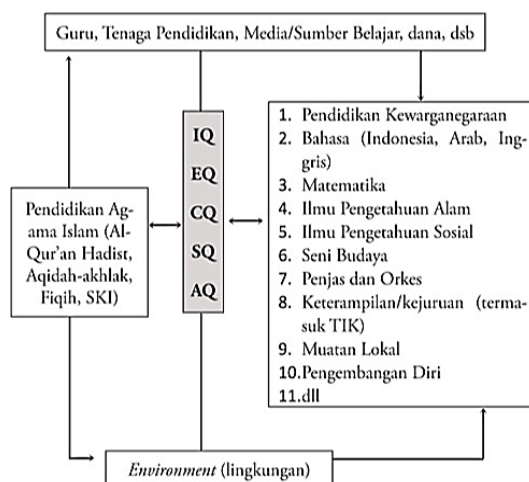 Guru, Tenaga Pendidikan, Media/Sumber Belajar, dana, dsb
IQ
EQ
CQ
SQ
AQ
Pendidikan Ag-
ama Islam (Al-
Qur'an Hadist,
Aqidah-akhlak,
Fiqih, SKI)
1. Pendidikan Kewarganegaraan
2. Bahasa (Indonesia, Arab, Ing-
gris)
3. Matematika
4. Ilmu Pengetahuan Alam
5. Ilmu Pengetahuan Sosial
6. Seni Budaya
7. Penjas dan Orkes
8. Keterampilan/kejuruan (terma-
suk TIK)
9. Muatan Lokal
10.Pengembangan Diri
11.dll
Environment (lingkungan)